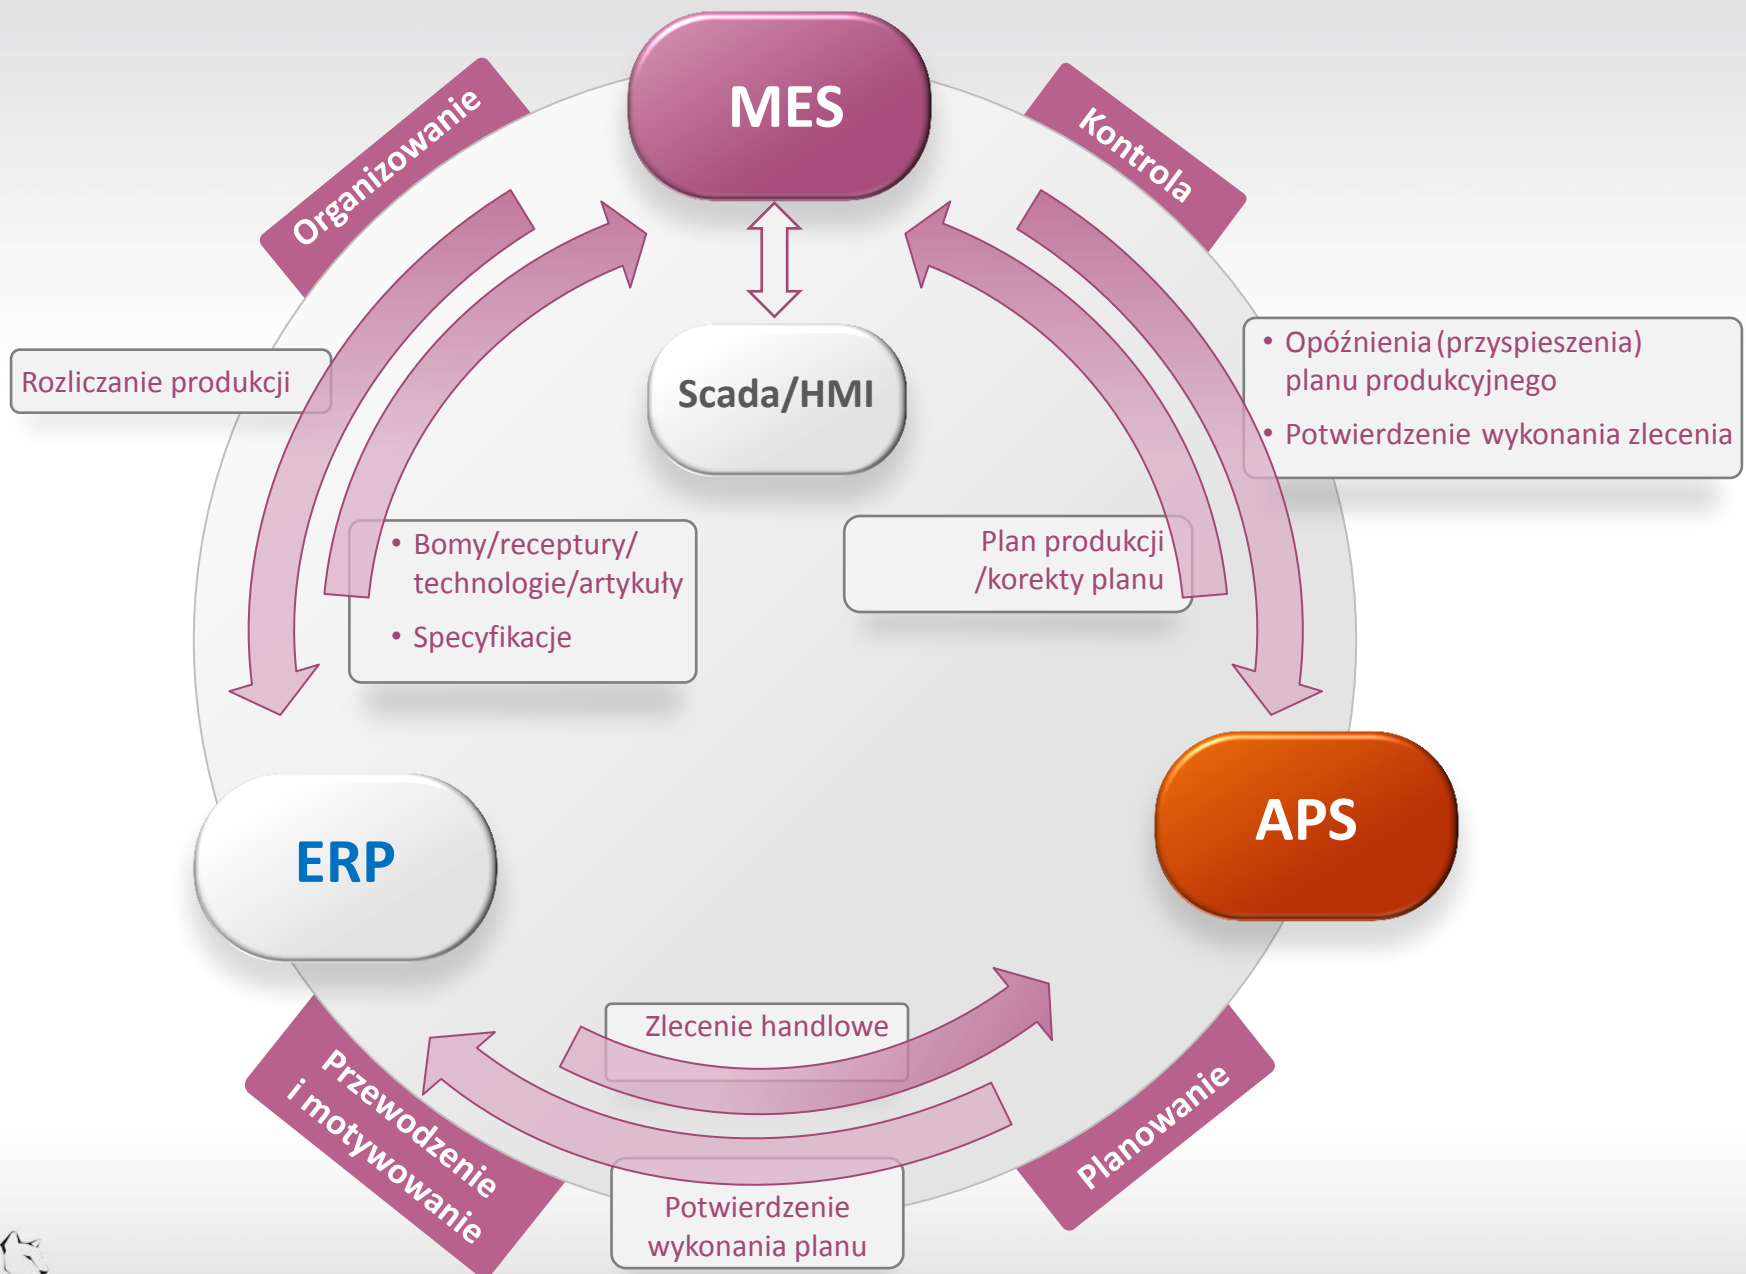 MES
Organizowanie
Kontrola
Scada/HMI
Rozliczanie produkcji
• Opóźnienia (przyspieszenia)
planu produkcyjnego
• Potwierdzenie wykonania zlecenia
• Bomy/receptury/
technologie/artykuły
• Specyfikacje
Plan produkcji
/korekty planu
ERP
APS
Zlecenie handlowe
Przewodzenie
i motywowanie
Planowanie
Potwierdzenie
wykonania planu